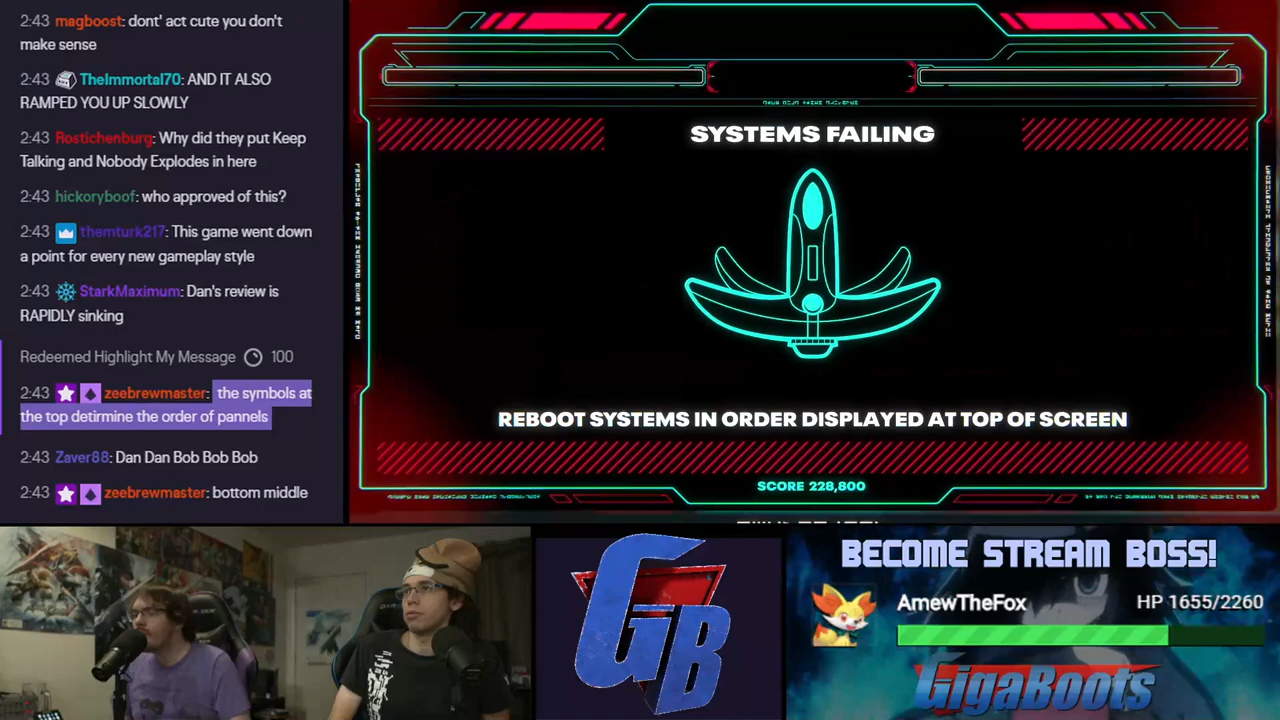 2:43 magboost: dont' act cute you don't
make sense
2:43 TheImmortal70: AND IT ALSO
RAMPED YOU UP SLOWLY
2:43 Rostichenburg: Why did they put Keep
Talking and Nobody Explodes in here
2:43 hickoryboof: who approved of this?
2:43 themturk217: This game went down
a point for every new gameplay style
2:43 StarkMaximum: Dan's review is
RAPIDLY sinking
Redeemed Highlight My Message 100
2:43 zeebrewmaster: the symbols at
the top detirmine the order of pannels
2:43 Zaver88: Dan Dan Bob Bob Bob
2:43 zeebrewmaster: bottom middle
SYSTEMS FAILING
REBOOT SYSTEMS IN ORDER DISPLAYED AT TOP OF SCREEN
SCORE 228,800
GB
BECOME STREAM BOSS!
AmewTheFox HP 1655/2260
GIGABOOTS